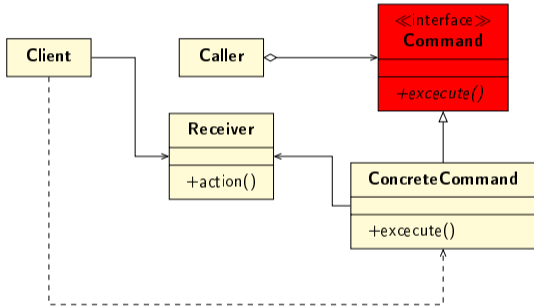 ≪interface≫
Command
+excecute()
Client
Caller
Receiver
+action()
ConcreteCommand
+excecute()